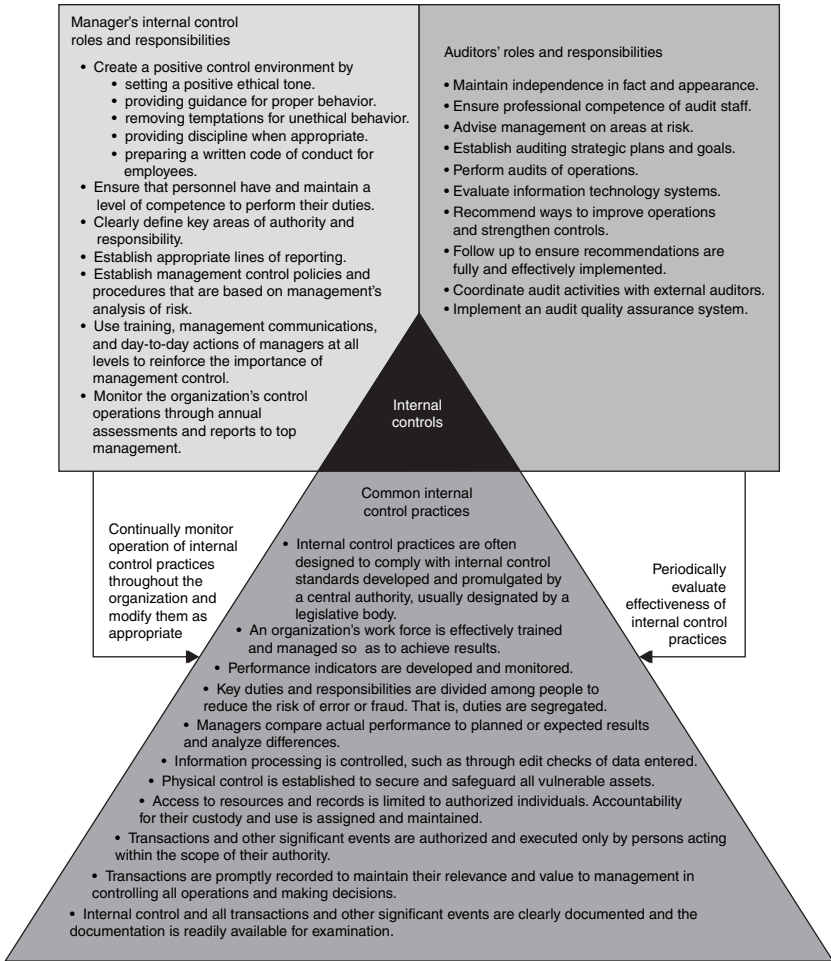 Manager’s internal control
roles and responsibilities
• Create a positive control environment by
• setting a positive ethical tone.
• providing guidance for proper behavior.
• removing temptations for unethical behavior.
• providing discipline when appropriate.
• preparing a written code of conduct for
employees.
• Ensure that personnel have and maintain a
level of competence to perform their duties.
• Clearly define key areas of authority and
responsibility.
• Establish appropriate lines of reporting.
• Establish management control policies and
procedures that are based on management’s
analysis of risk.
• Use training, management communications,
and day-to-day actions of managers at all
levels to reinforce the importance of
management control.
• Monitor the organization’s control
operations through annual
assessments and reports to top
management.
Auditors’ roles and responsibilities
• Maintain independence in fact and appearance.
• Ensure professional competence of audit staff.
• Advise management on areas at risk.
• Establish auditing strategic plans and goals.
• Perform audits of operations.
• Evaluate information technology systems.
• Recommend ways to improve operations
and strengthen controls.
• Follow up to ensure recommendations are
fully and effectively implemented.
• Coordinate audit activities with external auditors.
• Implement an audit quality assurance system.
Internal
controls
Continually monitor
operation of internal
control practices
throughout the
organization and
modify them as
appropriate
Common internal
control practices
• Internal control practices are often
designed to comply with internal control
standards developed and promulgated by
a central authority, usually designated by a
legislative body.
• An organization’s work force is effectively trained
and managed so as to achieve results.
• Performance indicators are developed and monitored.
• Key duties and responsibilities are divided among people to
reduce the risk of error or fraud. That is, duties are segregated.
• Managers compare actual performance to planned or expected results
and analyze differences.
• Information processing is controlled, such as through edit checks of data entered.
• Physical control is established to secure and safeguard all vulnerable assets.
• Access to resources and records is limited to authorized individuals. Accountability
for their custody and use is assigned and maintained.
• Transactions and other significant events are authorized and executed only by persons acting
within the scope of their authority.
• Transactions are promptly recorded to maintain their relevance and value to management in
controlling all operations and making decisions.
• Internal control and all transactions and other significant events are clearly documented and the
documentation is readily available for examination.
Periodically
evaluate
effectiveness of
internal control
practices